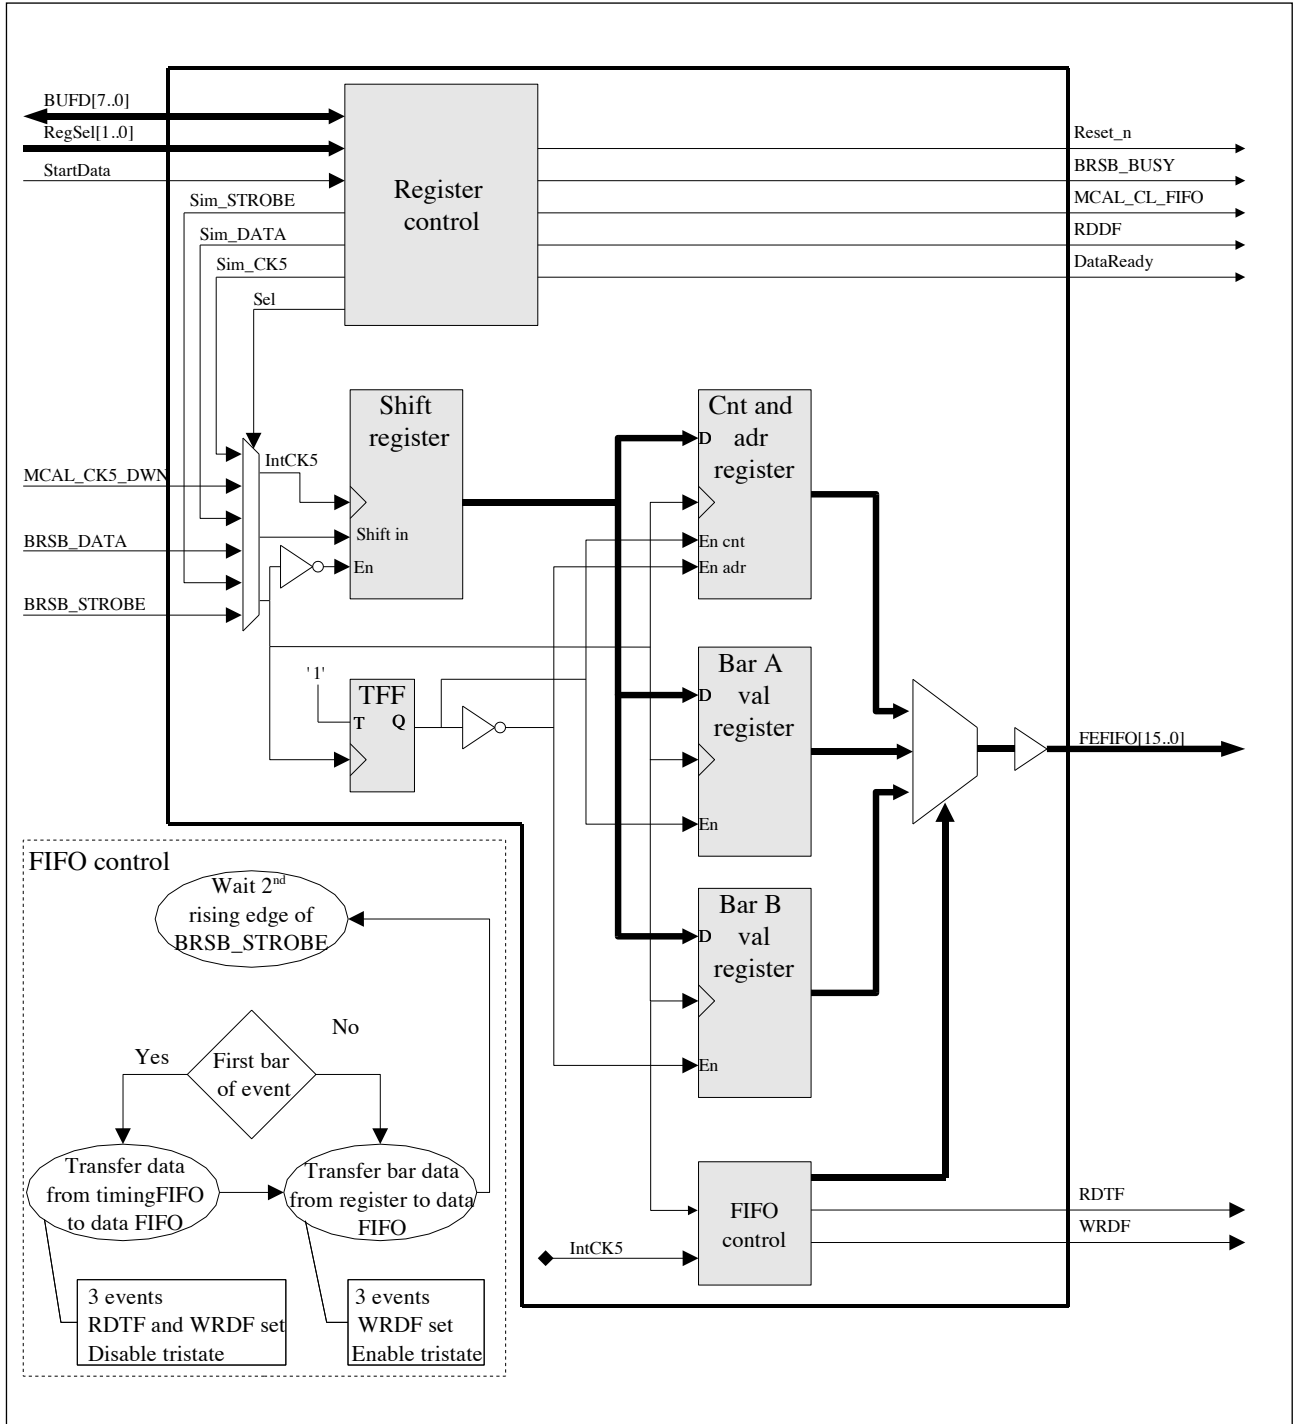 BUFD[7..0]
RegSel[1..0]
StartData
Sim_STROBE
Sim_DATA
Sim_CK5
Sel
Register
control
Reset_n
BRSB_BUSY
MCAL_CL_FIFO
RDDF
DataReady
MCAL_CK5_DWN
BRSB_DATA
BRSB_STROBE
IntCK5
Shift
register
Shift in
En
Cnt and
adr
register
D
En cnt
En adr
'1'
TFF
T
Q
Bar A
val
register
D
En
Bar B
val
register
D
En
FEFIFO[15..0]
FIFO
control
IntCK5
RDTF
WRDF
FIFO control
Wait 2nd
rising edge of
BRSB_STROBE
First bar
of event
Yes
No
Transfer data
from timingFIFO
to data FIFO
Transfer bar data
from register to data
FIFO
3 events
RDTF and WRDF set
Disable tristate
3 events
WRDF set
Enable tristate